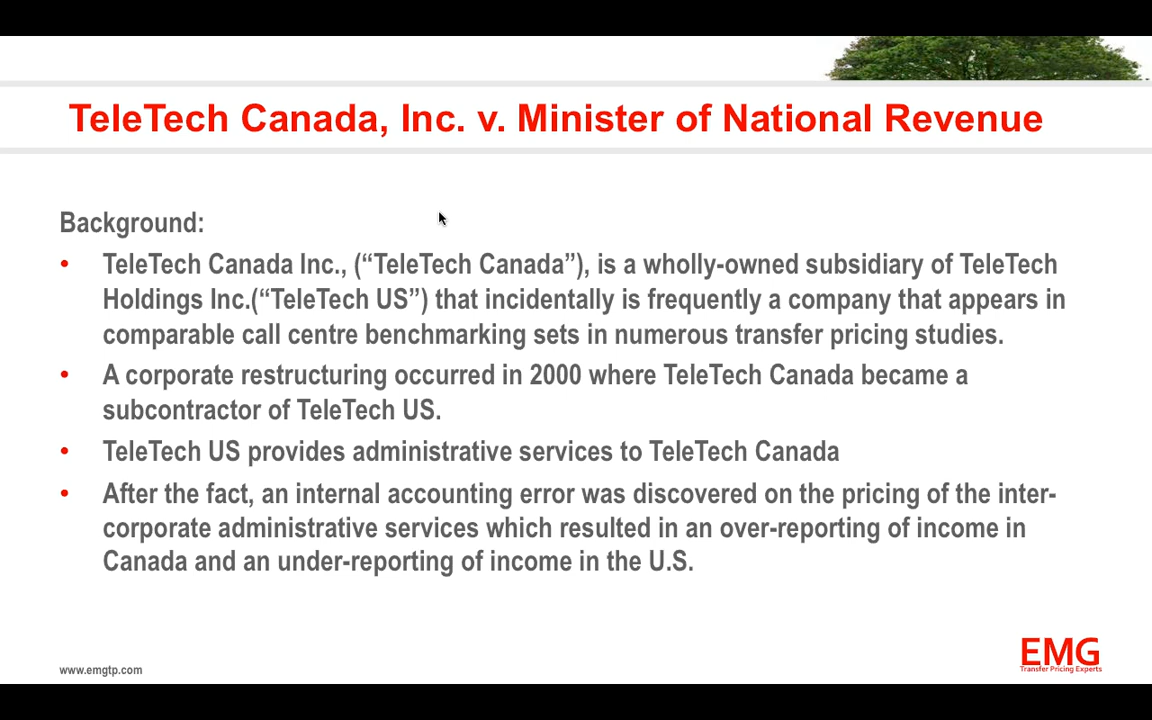 TeleTech Canada, Inc. v. Minister of National Revenue
Background:
• TeleTech Canada Inc., (“TeleTech Canada”), is a wholly-owned subsidiary of TeleTech
Holdings Inc.(“TeleTech US”) that incidentally is frequently a company that appears in
comparable call centre benchmarking sets in numerous transfer pricing studies.
• A corporate restructuring occurred in 2000 where TeleTech Canada became a
subcontractor of TeleTech US.
• TeleTech US provides administrative services to TeleTech Canada
• After the fact, an internal accounting error was discovered on the pricing of the inter-
corporate administrative services which resulted in an over-reporting of income in
Canada and an under-reporting of income in the U.S.
www.emgtp.com
EMG
Transfer Pricing Experts